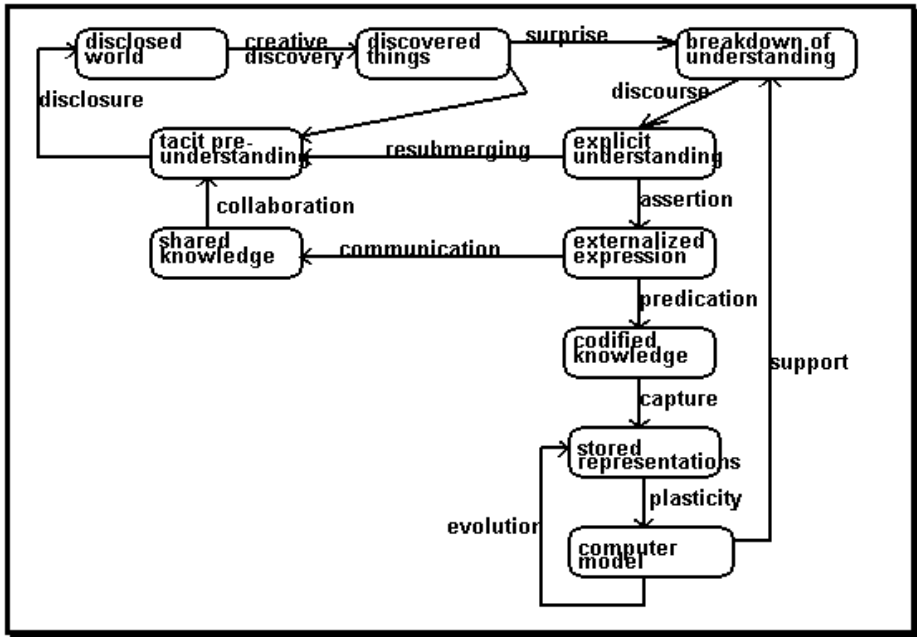 disclosed
world
creative
discovery
discovered
things
surprise
breakdown of
understanding
disclosure
discourse
tacit pre-
understanding
resubmerging
explicit
understanding
collaboration
assertion
shared
knowledge
communication
externalized
expression
predication
codified
knowledge
support
capture
stored
representations
plasticity
evolution
computer
model